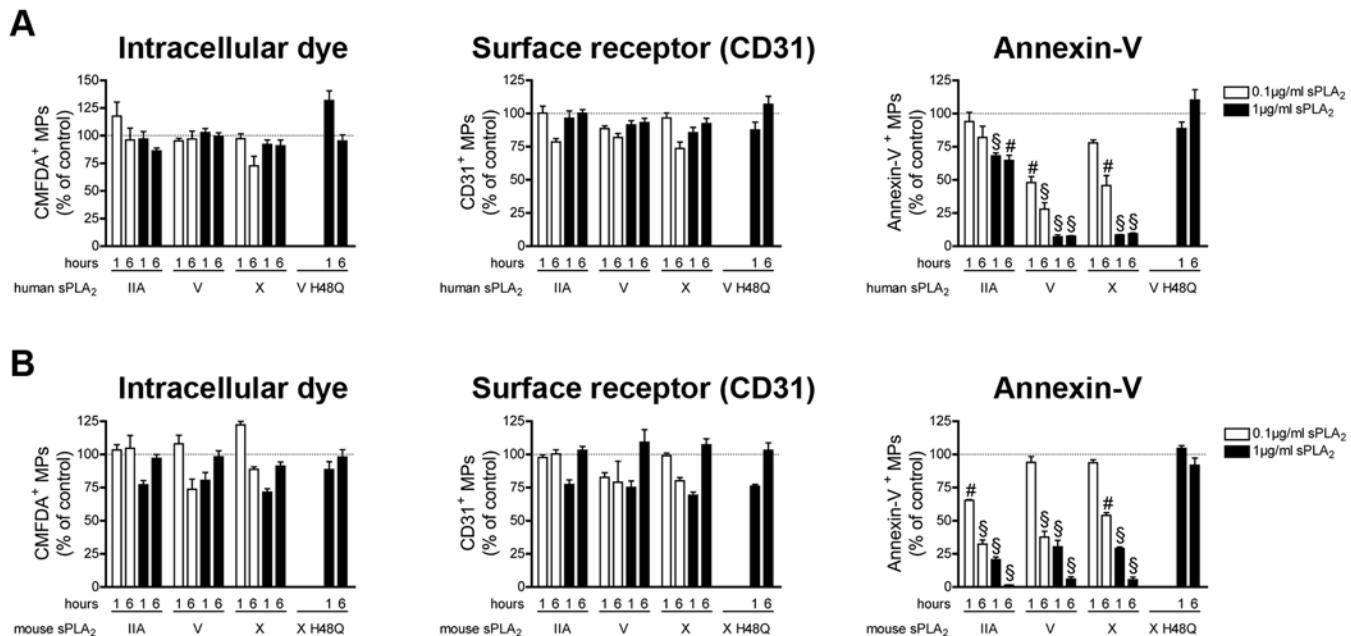 A
Intracellular dye
CMFDA⁺ MPs
(% of control)
150
125
100
75
50
25
0
hours 1 6 1 6 1 6 1 6 1 6 1 6 1 6
human sPLA₂ IIA V X V H48Q
Surface receptor (CD31)
CD31⁺ MPs
(% of control)
125
100
75
50
25
0
hours 1 6 1 6 1 6 1 6 1 6 1 6 1 6
human sPLA₂ IIA V X V H48Q
Annexin-V
Annexin-V⁺ MPs
(% of control)
125
100
75
50
25
0
§ # # § § § # § §
hours 1 6 1 6 1 6 1 6 1 6 1 6 1 6
human sPLA₂ IIA V X V H48Q
0.1µg/ml sPLA₂
1µg/ml sPLA₂
B
Intracellular dye
CMFDA⁺ MPs
(% of control)
125
100
75
50
25
0
hours 1 6 1 6 1 6 1 6 1 6 1 6 1 6
mouse sPLA₂ IIA V X X H48Q
Surface receptor (CD31)
CD31⁺ MPs
(% of control)
125
100
75
50
25
0
hours 1 6 1 6 1 6 1 6 1 6 1 6 1 6
mouse sPLA₂ IIA V X X H48Q
Annexin-V
Annexin-V⁺ MPs
(% of control)
125
100
75
50
25
0
# § § § § § § # § §
hours 1 6 1 6 1 6 1 6 1 6 1 6 1 6
mouse sPLA₂ IIA V X X H48Q
0.1µg/ml sPLA₂
1µg/ml sPLA₂